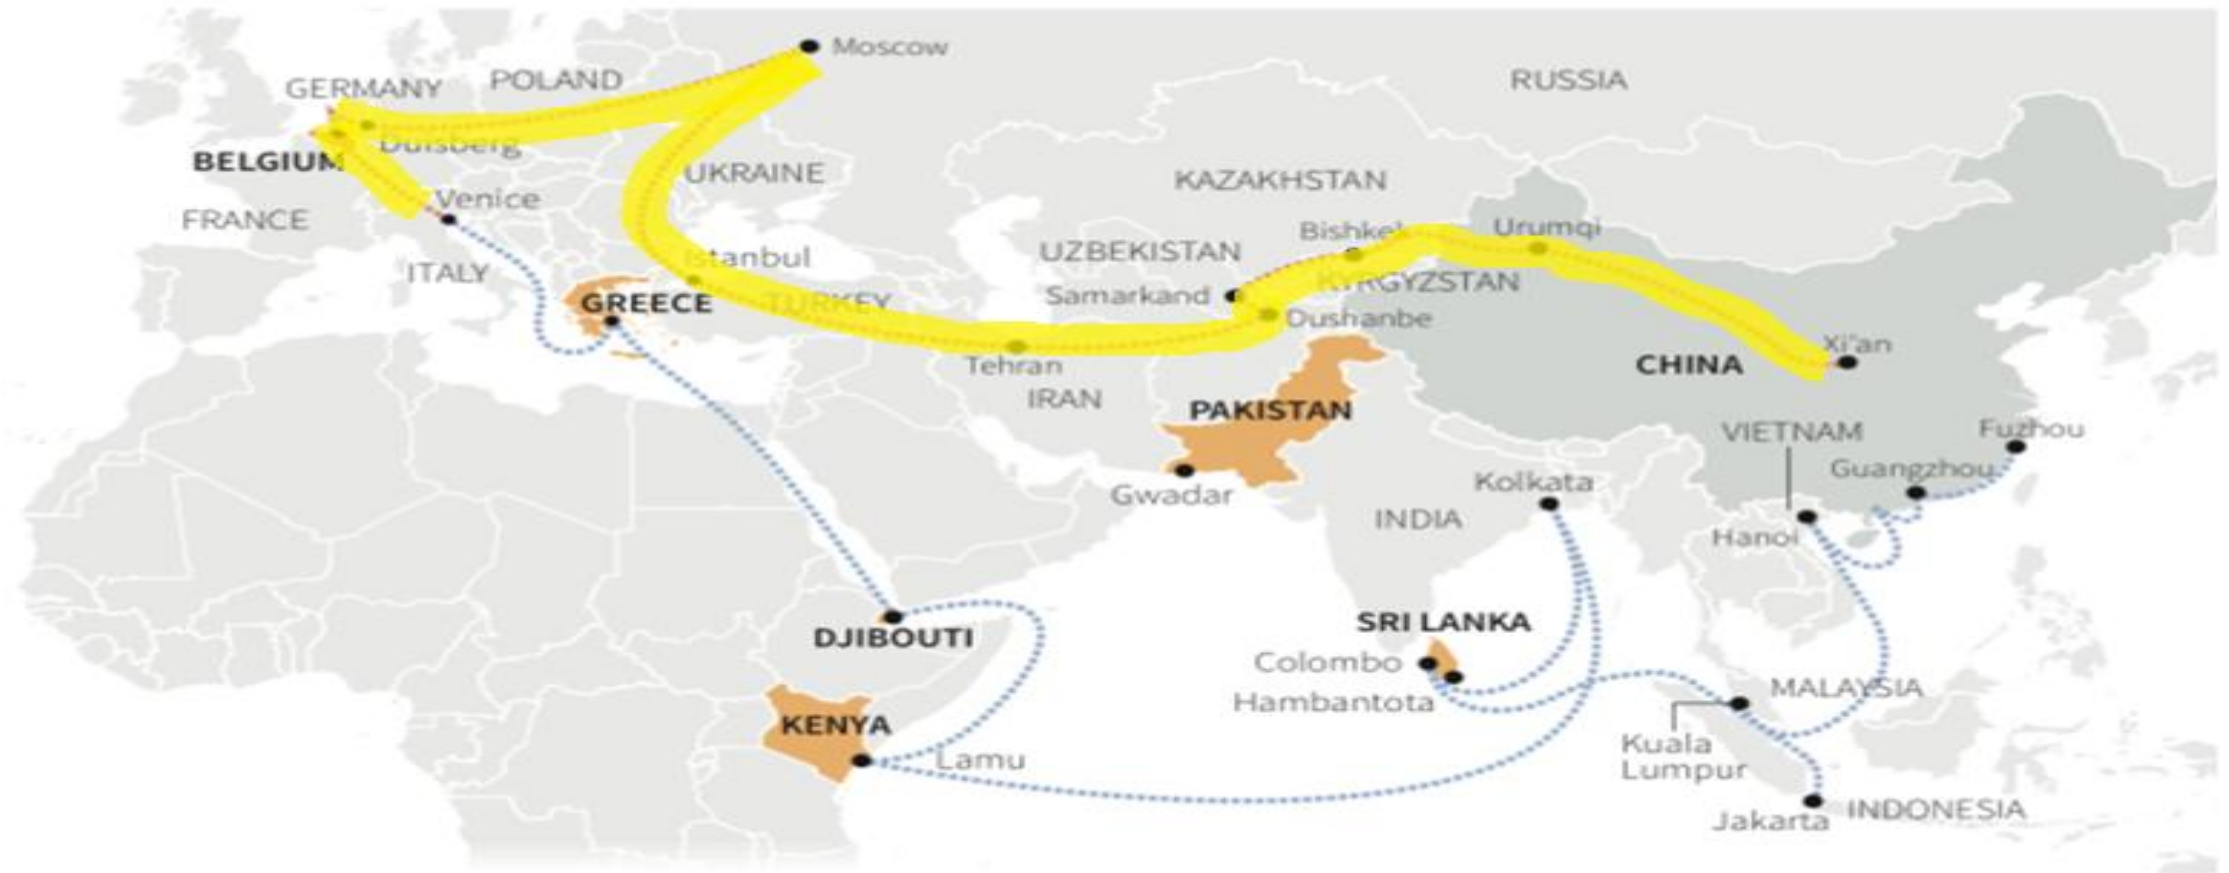 Moscow
GERMANY
POLAND
RUSSIA
Duisberg
BELGIUM
UKRAINE
KAZAKHSTAN
Venice
FRANCE
Bishkek
Urumqi
Istanbul
UZBEKISTAN
ITALY
KYRGYZSTAN
GREECE
TURKEY
Samarkand
Dushanbe
Xi'an
Tehran
CHINA
IRAN
PAKISTAN
VIETNAM
Fuzhou
Guangzhou
Kolkata
Gwadar
INDIA
Hanoi
SRI LANKA
DJIBOUTI
Colombo
MALAYSIA
Hambantota
KENYA
Kuala
Lumpur
Lamu
INDONESIA
Jakarta